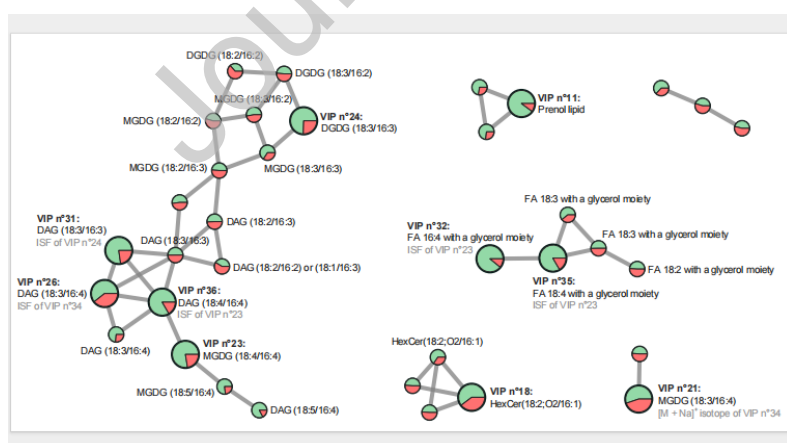 Jou
DGDG (18:2/16:2)
DGDG (18:3/16:2)
MGDG (18:3/16:2)
MGDG (18:2/16:2)
VIP n°24:
DGDG (18:3/16:3)
MGDG (18:2/16:3)
MGDG (18:3/16:3)
VIP n°31:
DAG (18:3/16:3)
ISF of VIP n°24
DAG (18:2/16:3)
DAG (18:3/16:3)
DAG (18:2/16:2) or (18:1/16:3)
VIP n°26:
DAG (18:3/16:4)
ISF of VIP n°34
VIP n°36:
DAG (18:4/16:4)
ISF of VIP n°23
DAG (18:3/16:4)
VIP n°23:
MGDG (18:4/16:4)
MGDG (18:5/16:4)
DAG (18:5/16:4)
VIP n°11:
Prenol lipid
FA 18:3 with a glycerol moiety
VIP n°32:
FA 16:4 with a glycerol moiety
ISF of VIP n°23
FA 18:3 with a glycerol moiety
FA 18:2 with a glycerol moiety
VIP n°35:
FA 18:4 with a glycerol moiety
ISF of VIP n°23
HexCer(18:2;O2/16:1)
VIP n°18:
HexCer(18:2;O2/16:1)
VIP n°21:
MGDG (18:3/16:4)
[M + Na]⁺ isotope of VIP n°34